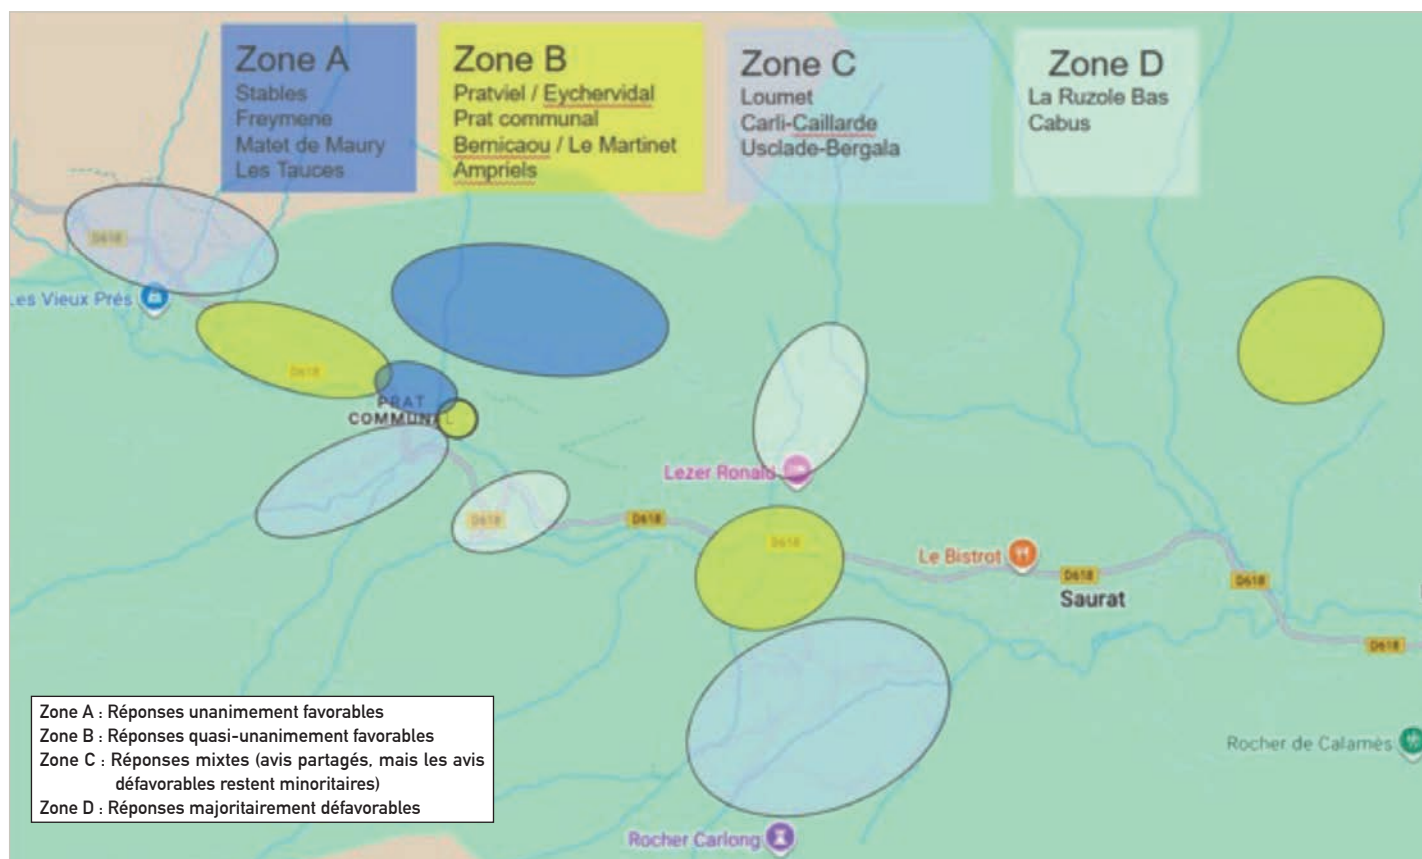 Zone A
Stables
Freymene
Matet de Maury
Les Tauces
Zone B
Pratviel / Eychervidal
Prat communal
Bernicaou / Le Martinet
Ampriels
Zone C
Loumet
Carli-Caillarde
Usclade-Bergala
Zone D
La Ruzole Bas
Cabus
D618
Les Vieux Prés
D618
PRAT
COMMUNAL
Lezer Ronald
D618
D618
D618
Le Bistrot
D618
Saurat
D618
D618
Rocher de Calamès
Rocher Carlong
Zone A : Réponses unanimement favorables
Zone B : Réponses quasi-unanimement favorables
Zone C : Réponses mixtes (avis partagés, mais les avis
défavorables restent minoritaires)
Zone D : Réponses majoritairement défavorables